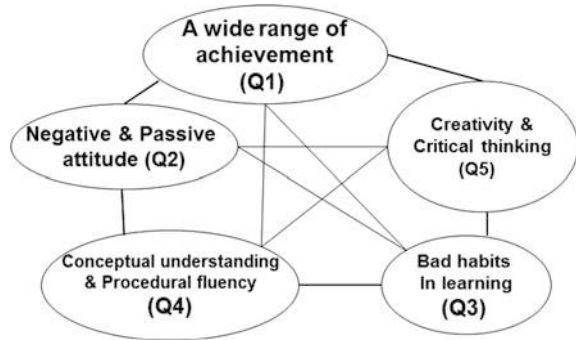 A wide range of
achievement
(Q1)
Negative & Passive
attitude (Q2)
Creativity &
Critical thinking
(Q5)
Conceptual understanding
& Procedural fluency
(Q4)
Bad habits
In learning
(Q3)